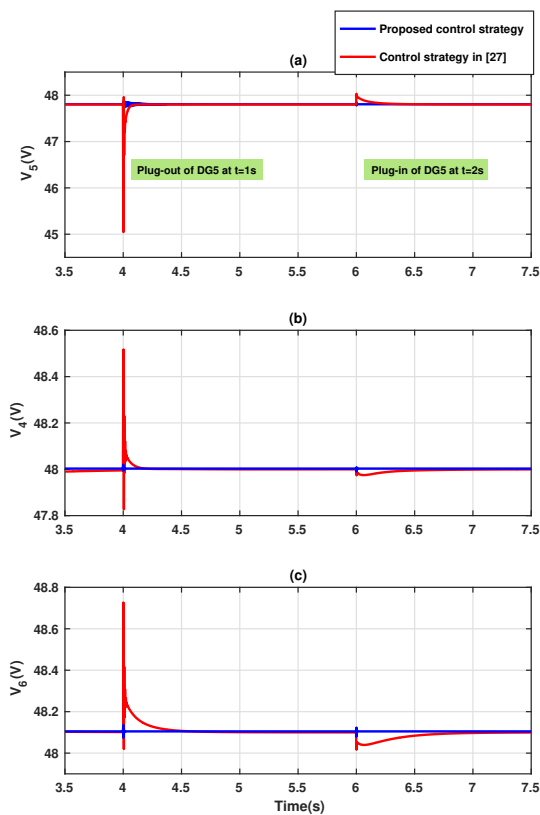 Proposed control strategy
Control strategy in [27]
(a)
48
47
46
45
V5(V)
Plug-out of DG5 at t=1s
Plug-in of DG5 at t=2s
3.5 4 4.5 5 5.5 6 6.5 7 7.5
(b)
48.6
48.4
48.2
48
47.8
V4(V)
3.5 4 4.5 5 5.5 6 6.5 7 7.5
(c)
48.8
48.6
48.4
48.2
48
V6(V)
3.5 4 4.5 5 5.5 6 6.5 7 7.5
Time(s)